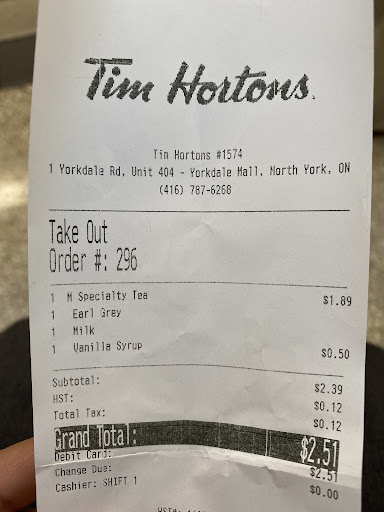 Tim Hortons.
Tim Hortons #1574
1 Yorkdale Rd, Unit 404 - Yorkdale Mall, North York, ON
(416) 787-6268
Take Out
Order #: 296
1 M Specialty Tea $1.89
1 Earl Grey
1 Milk
1 Vanilla Syrup $0.50
Subtotal: $2.39
HST: $0.12
Total Tax: $0.12
Grand Total: $2.51
Debit Card: $2.51
Change Due: $0.00
Cashier: SHIFT 1